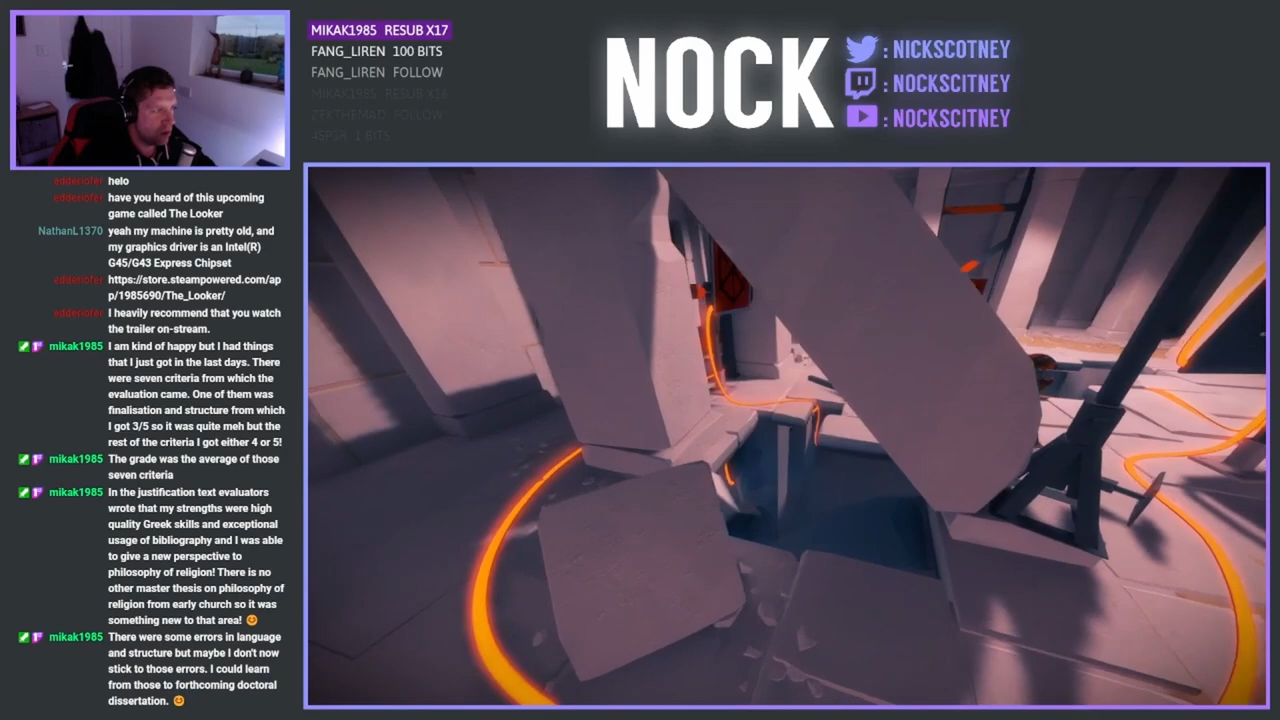 MIKAK1985 RESUB X17
FANG_LIREN 100 BITS
FANG_LIREN FOLLOW
MIKAK1985 RESUB X16
ZFKTHEMAD FOLLOW
4SP1R 1 BITS
NOCK
: NICKSCOTNEY
: NOCKSCITNEY
: NOCKSCITNEY
edderiofer helo
edderiofer have you heard of this upcoming
game called The Looker
NathanL1370 yeah my machine is pretty old, and
my graphics driver is an Intel(R)
G45/G43 Express Chipset
edderiofer https://store.steampowered.com/ap
p/1985690/The_Looker/
edderiofer I heavily recommend that you watch
the trailer on-stream.
mikak1985 I am kind of happy but I had things
that I just got in the last days. There
were seven criteria from which the
evaluation came. One of them was
finalisation and structure from which
I got 3/5 so it was quite meh but the
rest of the criteria I got either 4 or 5!
mikak1985 The grade was the average of those
seven criteria
mikak1985 In the justification text evaluators
wrote that my strengths were high
quality Greek skills and exceptional
usage of bibliography and I was able
to give a new perspective to
philosophy of religion! There is no
other master thesis on philosophy of
religion from early church so it was
something new to that area! 😊
mikak1985 There were some errors in language
and structure but maybe I don't now
stick to those errors. I could learn
from those to forthcoming doctoral
dissertation. 😊